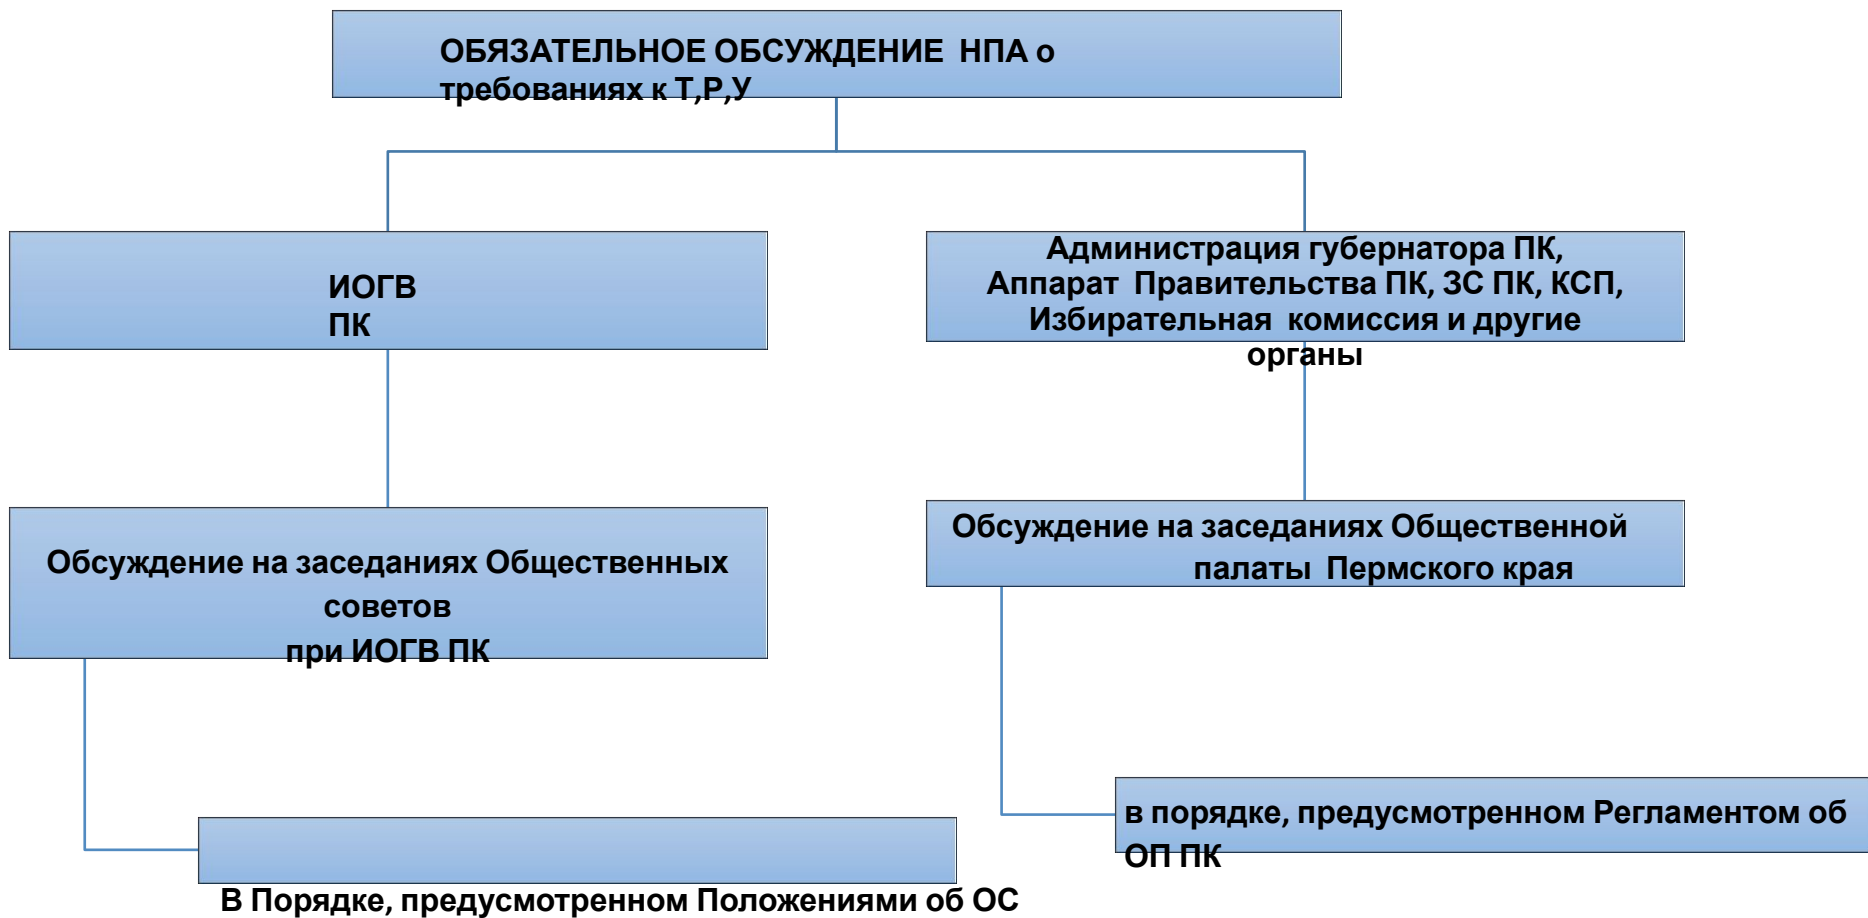 ОБЯЗАТЕЛЬНОЕ ОБСУЖДЕНИЕ НПА о
требованиях к Т,Р,У
ИОГВ
ПК
Администрация губернатора ПК,
Аппарат Правительства ПК, ЗС ПК, КСП,
Избирательная комиссия и другие
органы
Обсуждение на заседаниях Общественных
советов
при ИОГВ ПК
Обсуждение на заседаниях Общественной
палаты Пермского края
В Порядке, предусмотренном Положениями об ОС
в порядке, предусмотренном Регламентом об
ОП ПК